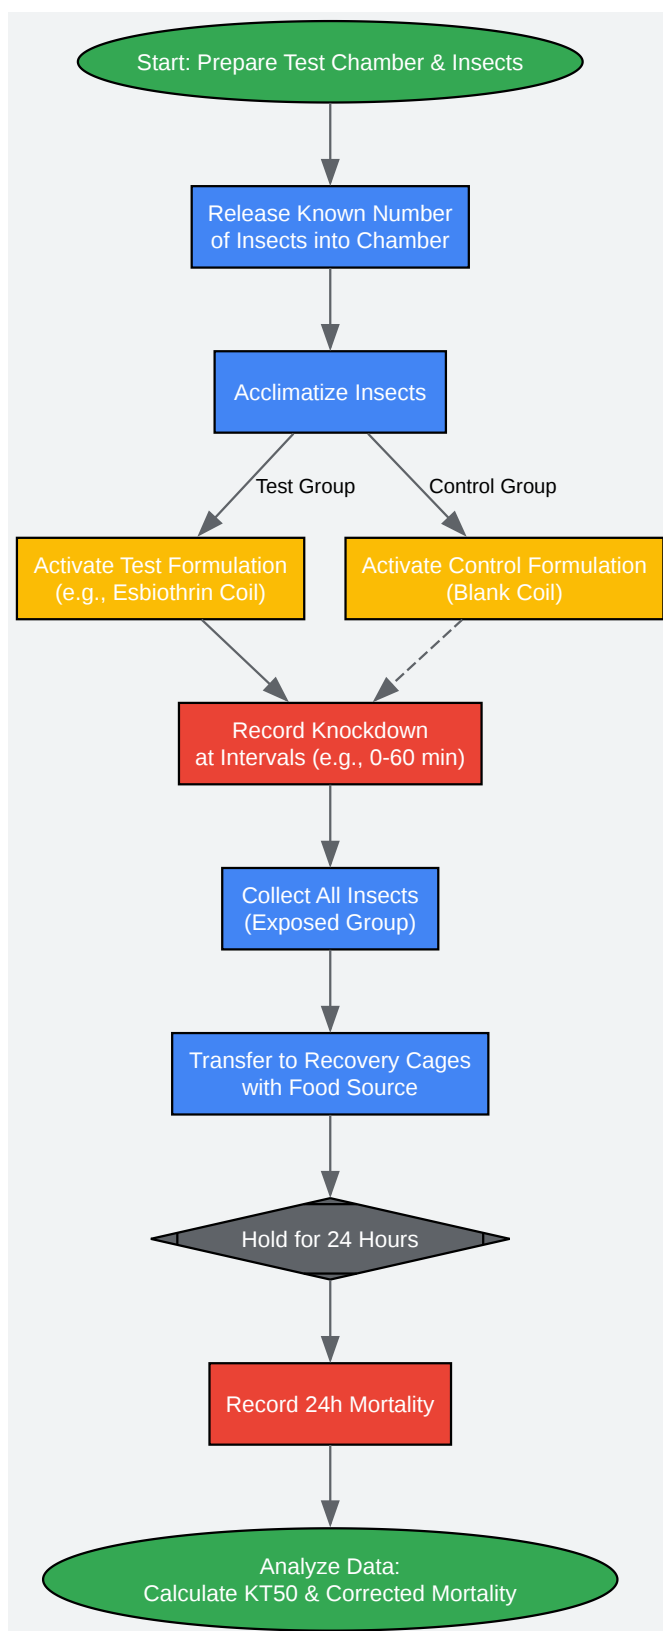 Start: Prepare Test Chamber & Insects
Release Known Number
of Insects into Chamber
Acclimatize Insects
Test Group
Control Group
Activate Test Formulation
(e.g., Esbiothrin Coil)
Activate Control Formulation
(Blank Coil)
Record Knockdown
at Intervals (e.g., 0-60 min)
Collect All Insects
(Exposed Group)
Transfer to Recovery Cages
with Food Source
Hold for 24 Hours
Record 24h Mortality
Analyze Data:
Calculate KT50 & Corrected Mortality